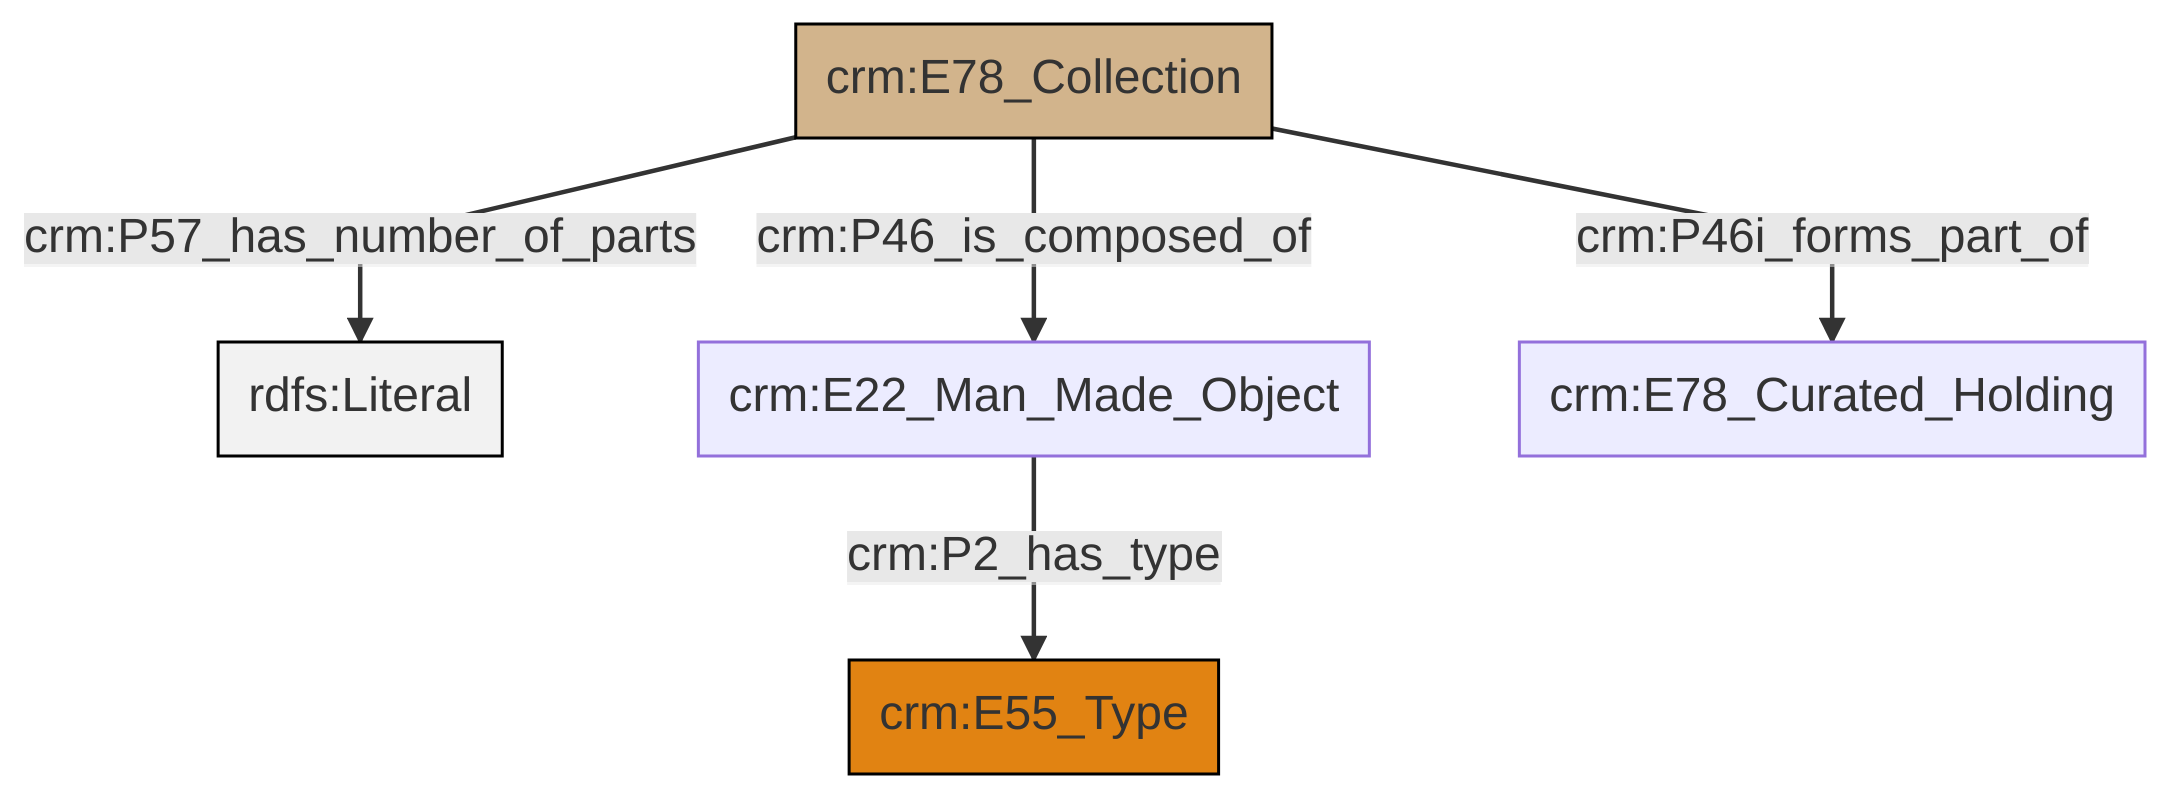 crm:E78_Collection
crm:P57_has_number_of_parts
crm:P46_is_composed_of
crm:P46i_forms_part_of
rdfs:Literal
crm:E22_Man_Made_Object
crm:E78_Curated_Holding
crm:P2_has_type
crm:E55_Type